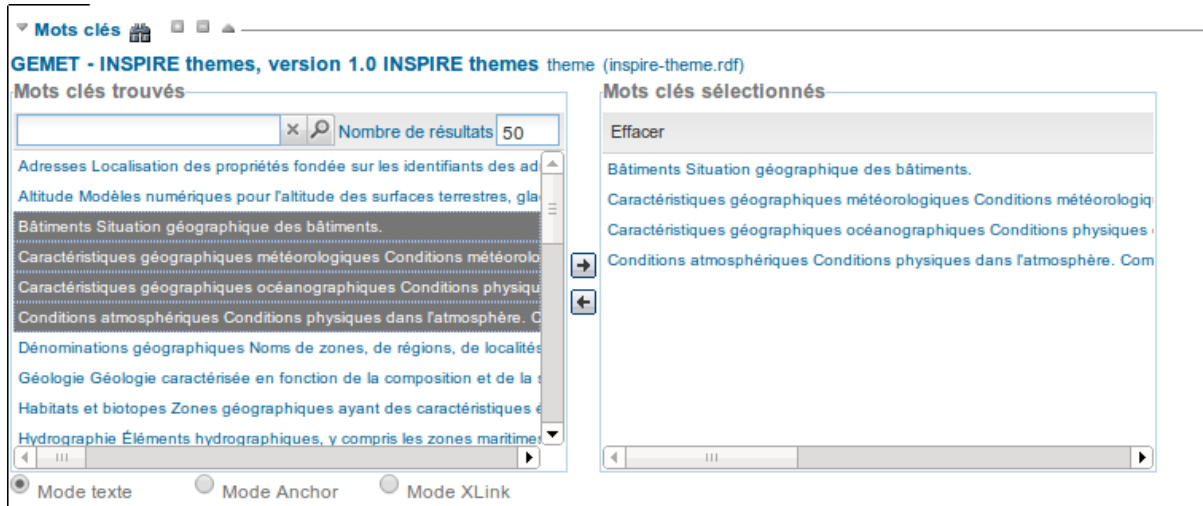 Mots clés
GEMET - INSPIRE themes, version 1.0 INSPIRE themes theme (inspire-theme.rdf)
Mots clés trouvés
Nombre de résultats 50
Adresses Localisation des propriétés fondée sur les identifiants des ad
Altitude Modèles numériques pour l'altitude des surfaces terrestres, gla
Bâtiments Situation géographique des bâtiments.
Caractéristiques géographiques météorologiques Conditions météorolo
Caractéristiques géographiques océanographiques Conditions physiqu
Conditions atmosphériques Conditions physiques dans l'atmosphère. C
Dénominations géographiques Noms de zones, de régions, de localités
Géologie Géologie caractérisée en fonction de la composition et de la s
Habitats et biotopes Zones géographiques ayant des caractéristiques é
Hydrographie Éléments hydrographiques, y compris les zones maritimes
Mode texte Mode Anchor Mode XLink
Mots clés sélectionnés
Effacer
Bâtiments Situation géographique des bâtiments.
Caractéristiques géographiques météorologiques Conditions météorologiq
Caractéristiques géographiques océanographiques Conditions physiques
Conditions atmosphériques Conditions physiques dans l'atmosphère. Com